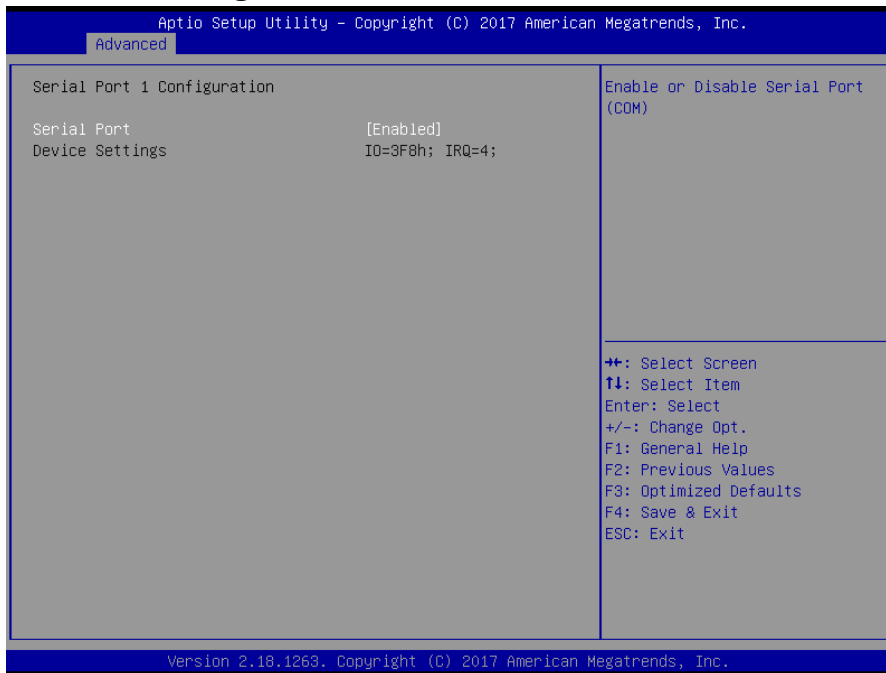 Aptio Setup Utility – Copyright (C) 2017 American Megatrends, Inc.
Advanced
Serial Port 1 Configuration
Serial Port [Enabled]
Device Settings IO=3F8h; IRQ=4;
Enable or Disable Serial Port
(COM)
→←: Select Screen
↑↓: Select Item
Enter: Select
+/-: Change Opt.
F1: General Help
F2: Previous Values
F3: Optimized Defaults
F4: Save & Exit
ESC: Exit
Version 2.18.1263. Copyright (C) 2017 American Megatrends, Inc.